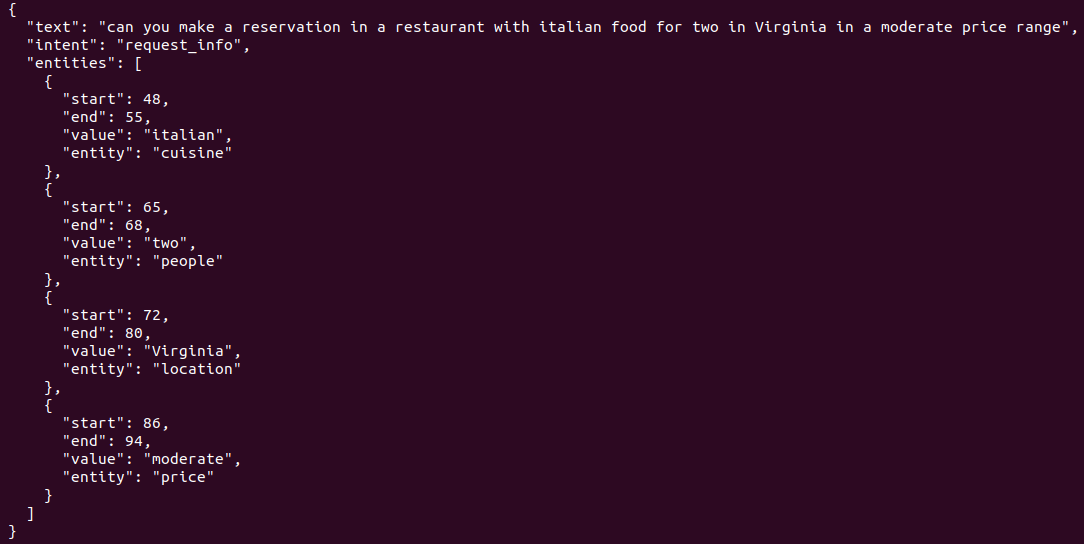 {
  "text": "can you make a reservation in a restaurant with italian food for two in Virginia in a moderate price range",
  "intent": "request_info",
  "entities": [
    {
      "start": 48,
      "end": 55,
      "value": "italian",
      "entity": "cuisine"
    },
    {
      "start": 65,
      "end": 68,
      "value": "two",
      "entity": "people"
    },
    {
      "start": 72,
      "end": 80,
      "value": "Virginia",
      "entity": "location"
    },
    {
      "start": 86,
      "end": 94,
      "value": "moderate",
      "entity": "price"
    }
  ]
}